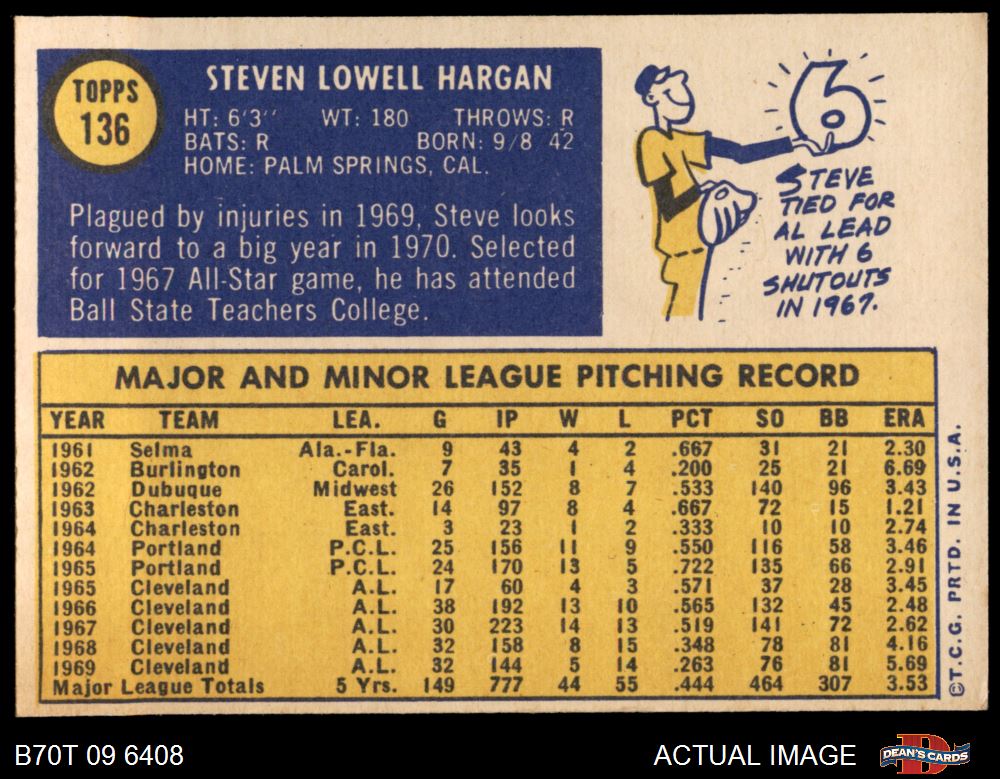 TOPPS
136
STEVEN LOWELL HARGAN
HT: 6'3" WT: 180 THROWS: R
BATS: R BORN: 9/8 42
HOME: PALM SPRINGS, CAL.
Plagued by injuries in 1969, Steve looks
forward to a big year in 1970. Selected
for 1967 All-Star game, he has attended
Ball State Teachers College.
6
STEVE
TIED FOR
AL LEAD
WITH 6
SHUTOUTS
IN 1967.
MAJOR AND MINOR LEAGUE PITCHING RECORD
YEAR TEAM LEA. G IP W L PCT SO BB ERA
1961 Selma Ala.-Fla. 9 43 4 2 .667 31 21 2.30
1962 Burlington Carol. 7 35 1 4 .200 25 21 6.69
1962 Dubuque Midwest 26 152 8 7 .533 140 96 3.43
1963 Charleston East. 14 97 8 4 .667 72 15 1.21
1964 Charleston East. 3 23 1 2 .333 10 10 2.74
1964 Portland P.C.L. 25 156 11 9 .550 116 58 3.46
1965 Portland P.C.L. 24 170 13 5 .722 135 66 2.91
1965 Cleveland A.L. 17 60 4 3 .571 37 28 3.45
1966 Cleveland A.L. 38 192 13 10 .565 132 45 2.48
1967 Cleveland A.L. 30 223 14 13 .519 141 72 2.62
1968 Cleveland A.L. 32 158 8 15 .348 78 81 4.16
1969 Cleveland A.L. 32 144 5 14 .263 76 81 5.69
Major League Totals 5 Yrs. 149 777 44 55 .444 464 307 3.53
©T.C.G. PRTD. IN U.S.A.
B70T 09 6408 ACTUAL IMAGE
DEAN'S CARDS